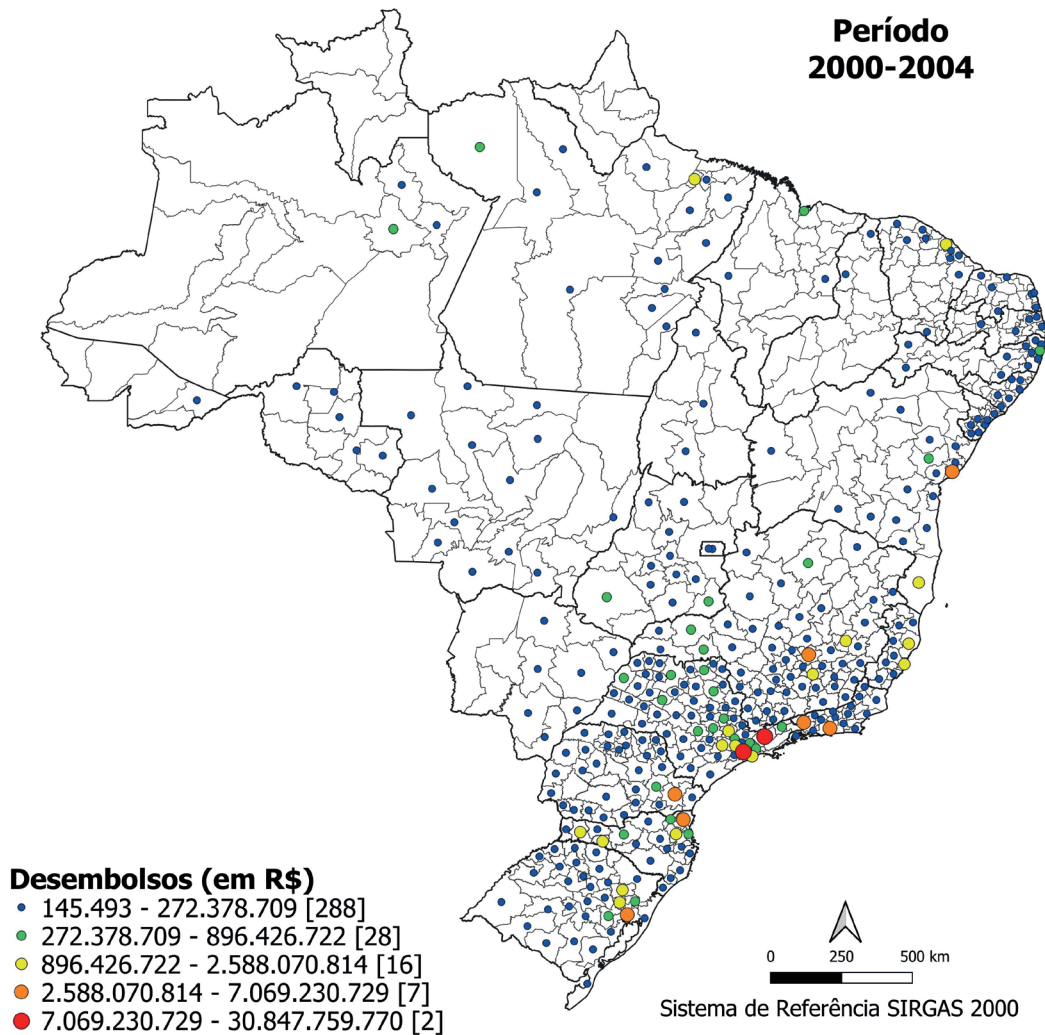 Período
2000-2004
Desembolsos (em R$)
145.493 - 272.378.709 [288]
272.378.709 - 896.426.722 [28]
896.426.722 - 2.588.070.814 [16]
2.588.070.814 - 7.069.230.729 [7]
7.069.230.729 - 30.847.759.770 [2]
0 250 500 km
Sistema de Referência SIRGAS 2000